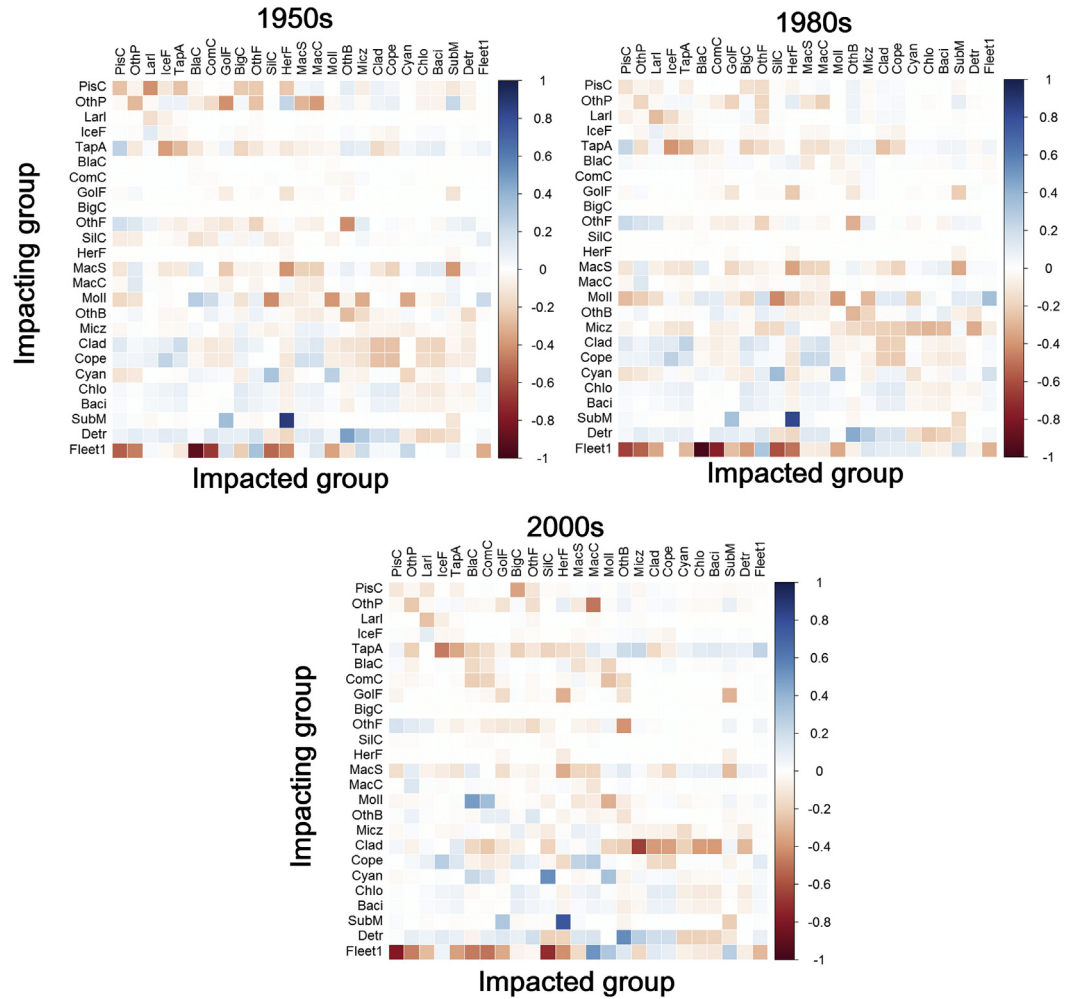 1950s
PisC OthP LarI IceF TapA BlaC ComC GolF BigC OthF SilC HerF MacS MacC Moll OthB Micz Clad Cope Cyan Chlo Baci SubM Detr Fleet1
PisC
OthP
LarI
IceF
TapA
BlaC
ComC
GolF
BigC
OthF
SilC
HerF
MacS
MacC
Moll
OthB
Micz
Clad
Cope
Cyan
Chlo
Baci
SubM
Detr
Fleet1
1
0.8
0.6
0.4
0.2
0
-0.2
-0.4
-0.6
-0.8
-1
Impacting group
Impacted group
1980s
PisC OthP LarI IceF TapA BlaC ComC GolF BigC OthF SilC HerF MacS MacC Moll OthB Micz Clad Cope Cyan Chlo Baci SubM Detr Fleet1
PisC
OthP
LarI
IceF
TapA
BlaC
ComC
GolF
BigC
OthF
SilC
HerF
MacS
MacC
Moll
OthB
Micz
Clad
Cope
Cyan
Chlo
Baci
SubM
Detr
Fleet1
1
0.8
0.6
0.4
0.2
0
-0.2
-0.4
-0.6
-0.8
-1
Impacting group
Impacted group
2000s
PisC OthP LarI IceF TapA BlaC ComC GolF BigC OthF SilC HerF MacS MacC Moll OthB Micz Clad Cope Cyan Chlo Baci SubM Detr Fleet1
PisC
OthP
LarI
IceF
TapA
BlaC
ComC
GolF
BigC
OthF
SilC
HerF
MacS
MacC
Moll
OthB
Micz
Clad
Cope
Cyan
Chlo
Baci
SubM
Detr
Fleet1
1
0.8
0.6
0.4
0.2
0
-0.2
-0.4
-0.6
-0.8
-1
Impacting group
Impacted group